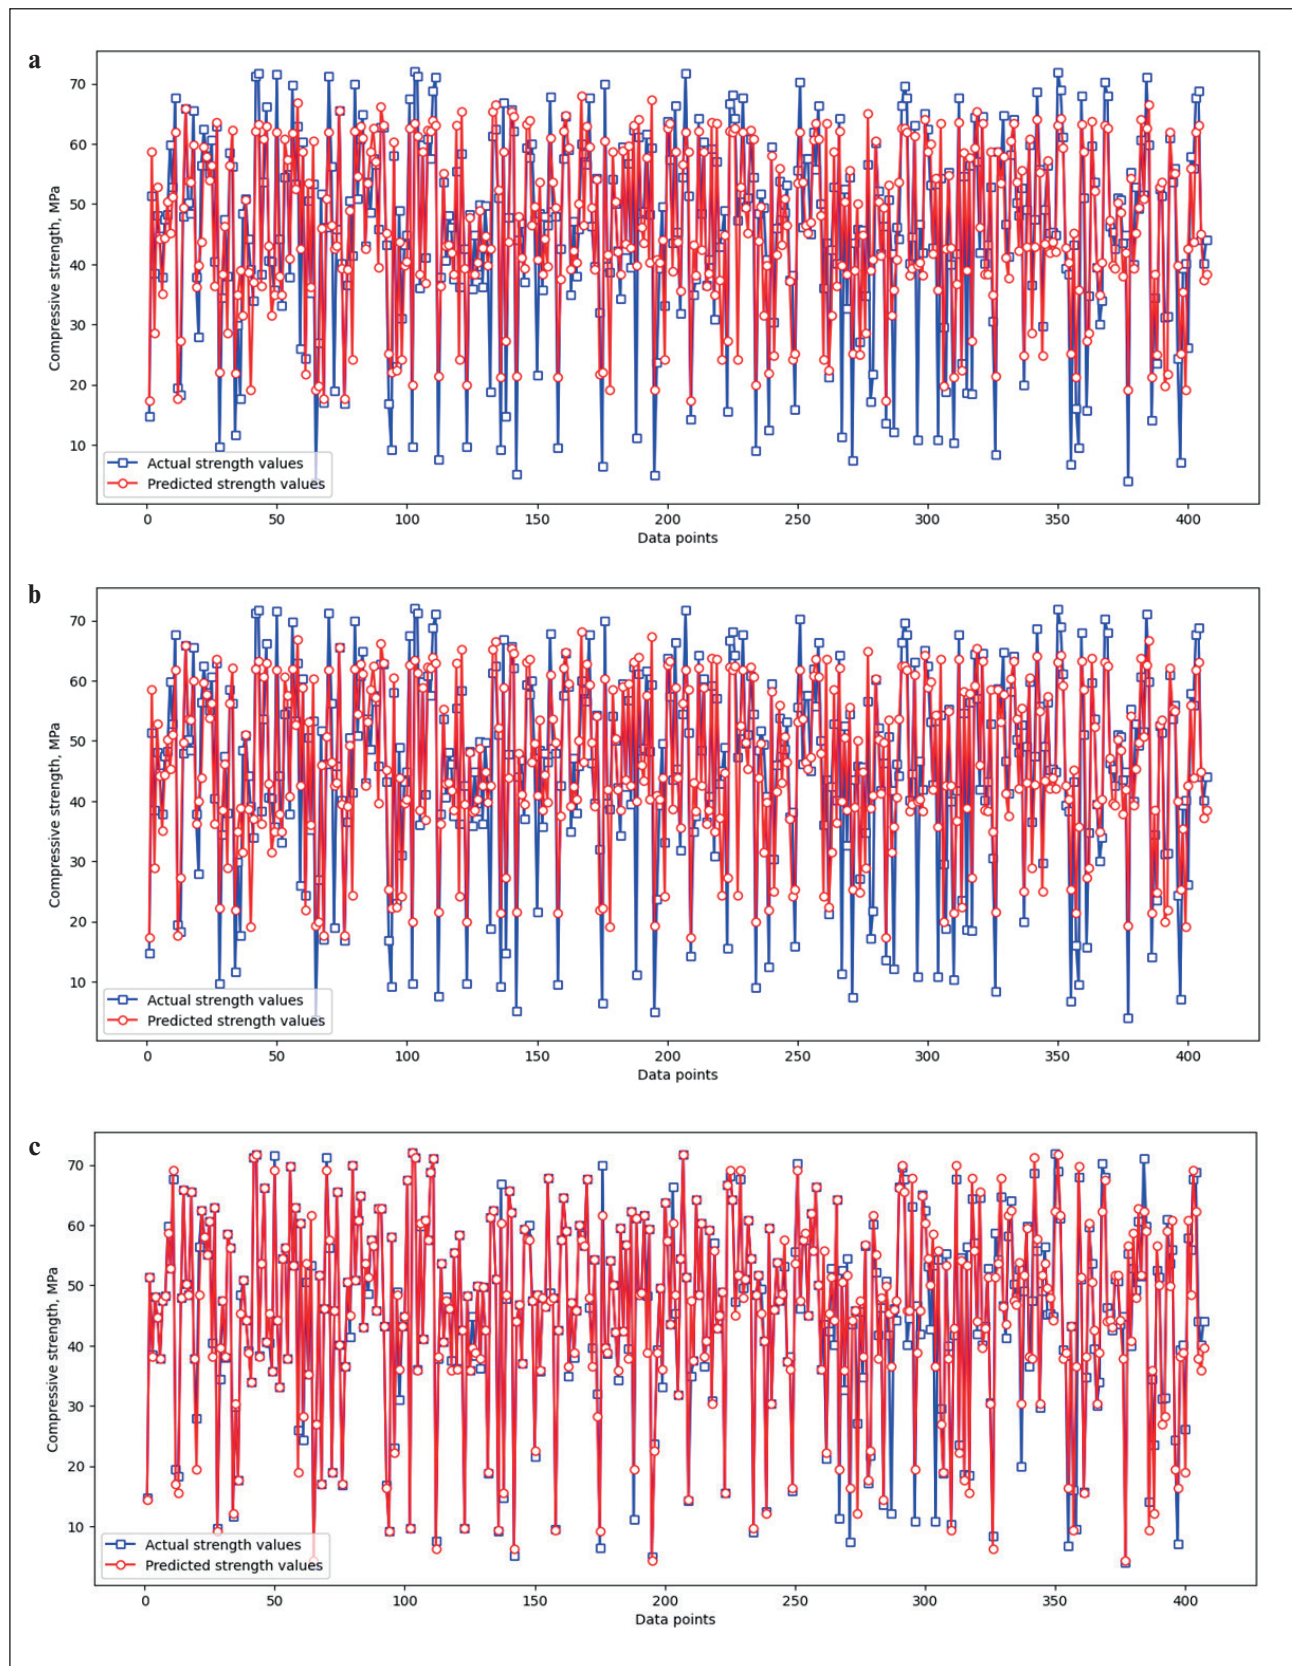 a
Compressive strength, MPa
70
60
50
40
30
20
10
Actual strength values
Predicted strength values
0 50 100 150 200 250 300 350 400
Data points
b
Compressive strength, MPa
70
60
50
40
30
20
10
Actual strength values
Predicted strength values
0 50 100 150 200 250 300 350 400
Data points
c
Compressive strength, MPa
70
60
50
40
30
20
10
Actual strength values
Predicted strength values
0 50 100 150 200 250 300 350 400
Data points